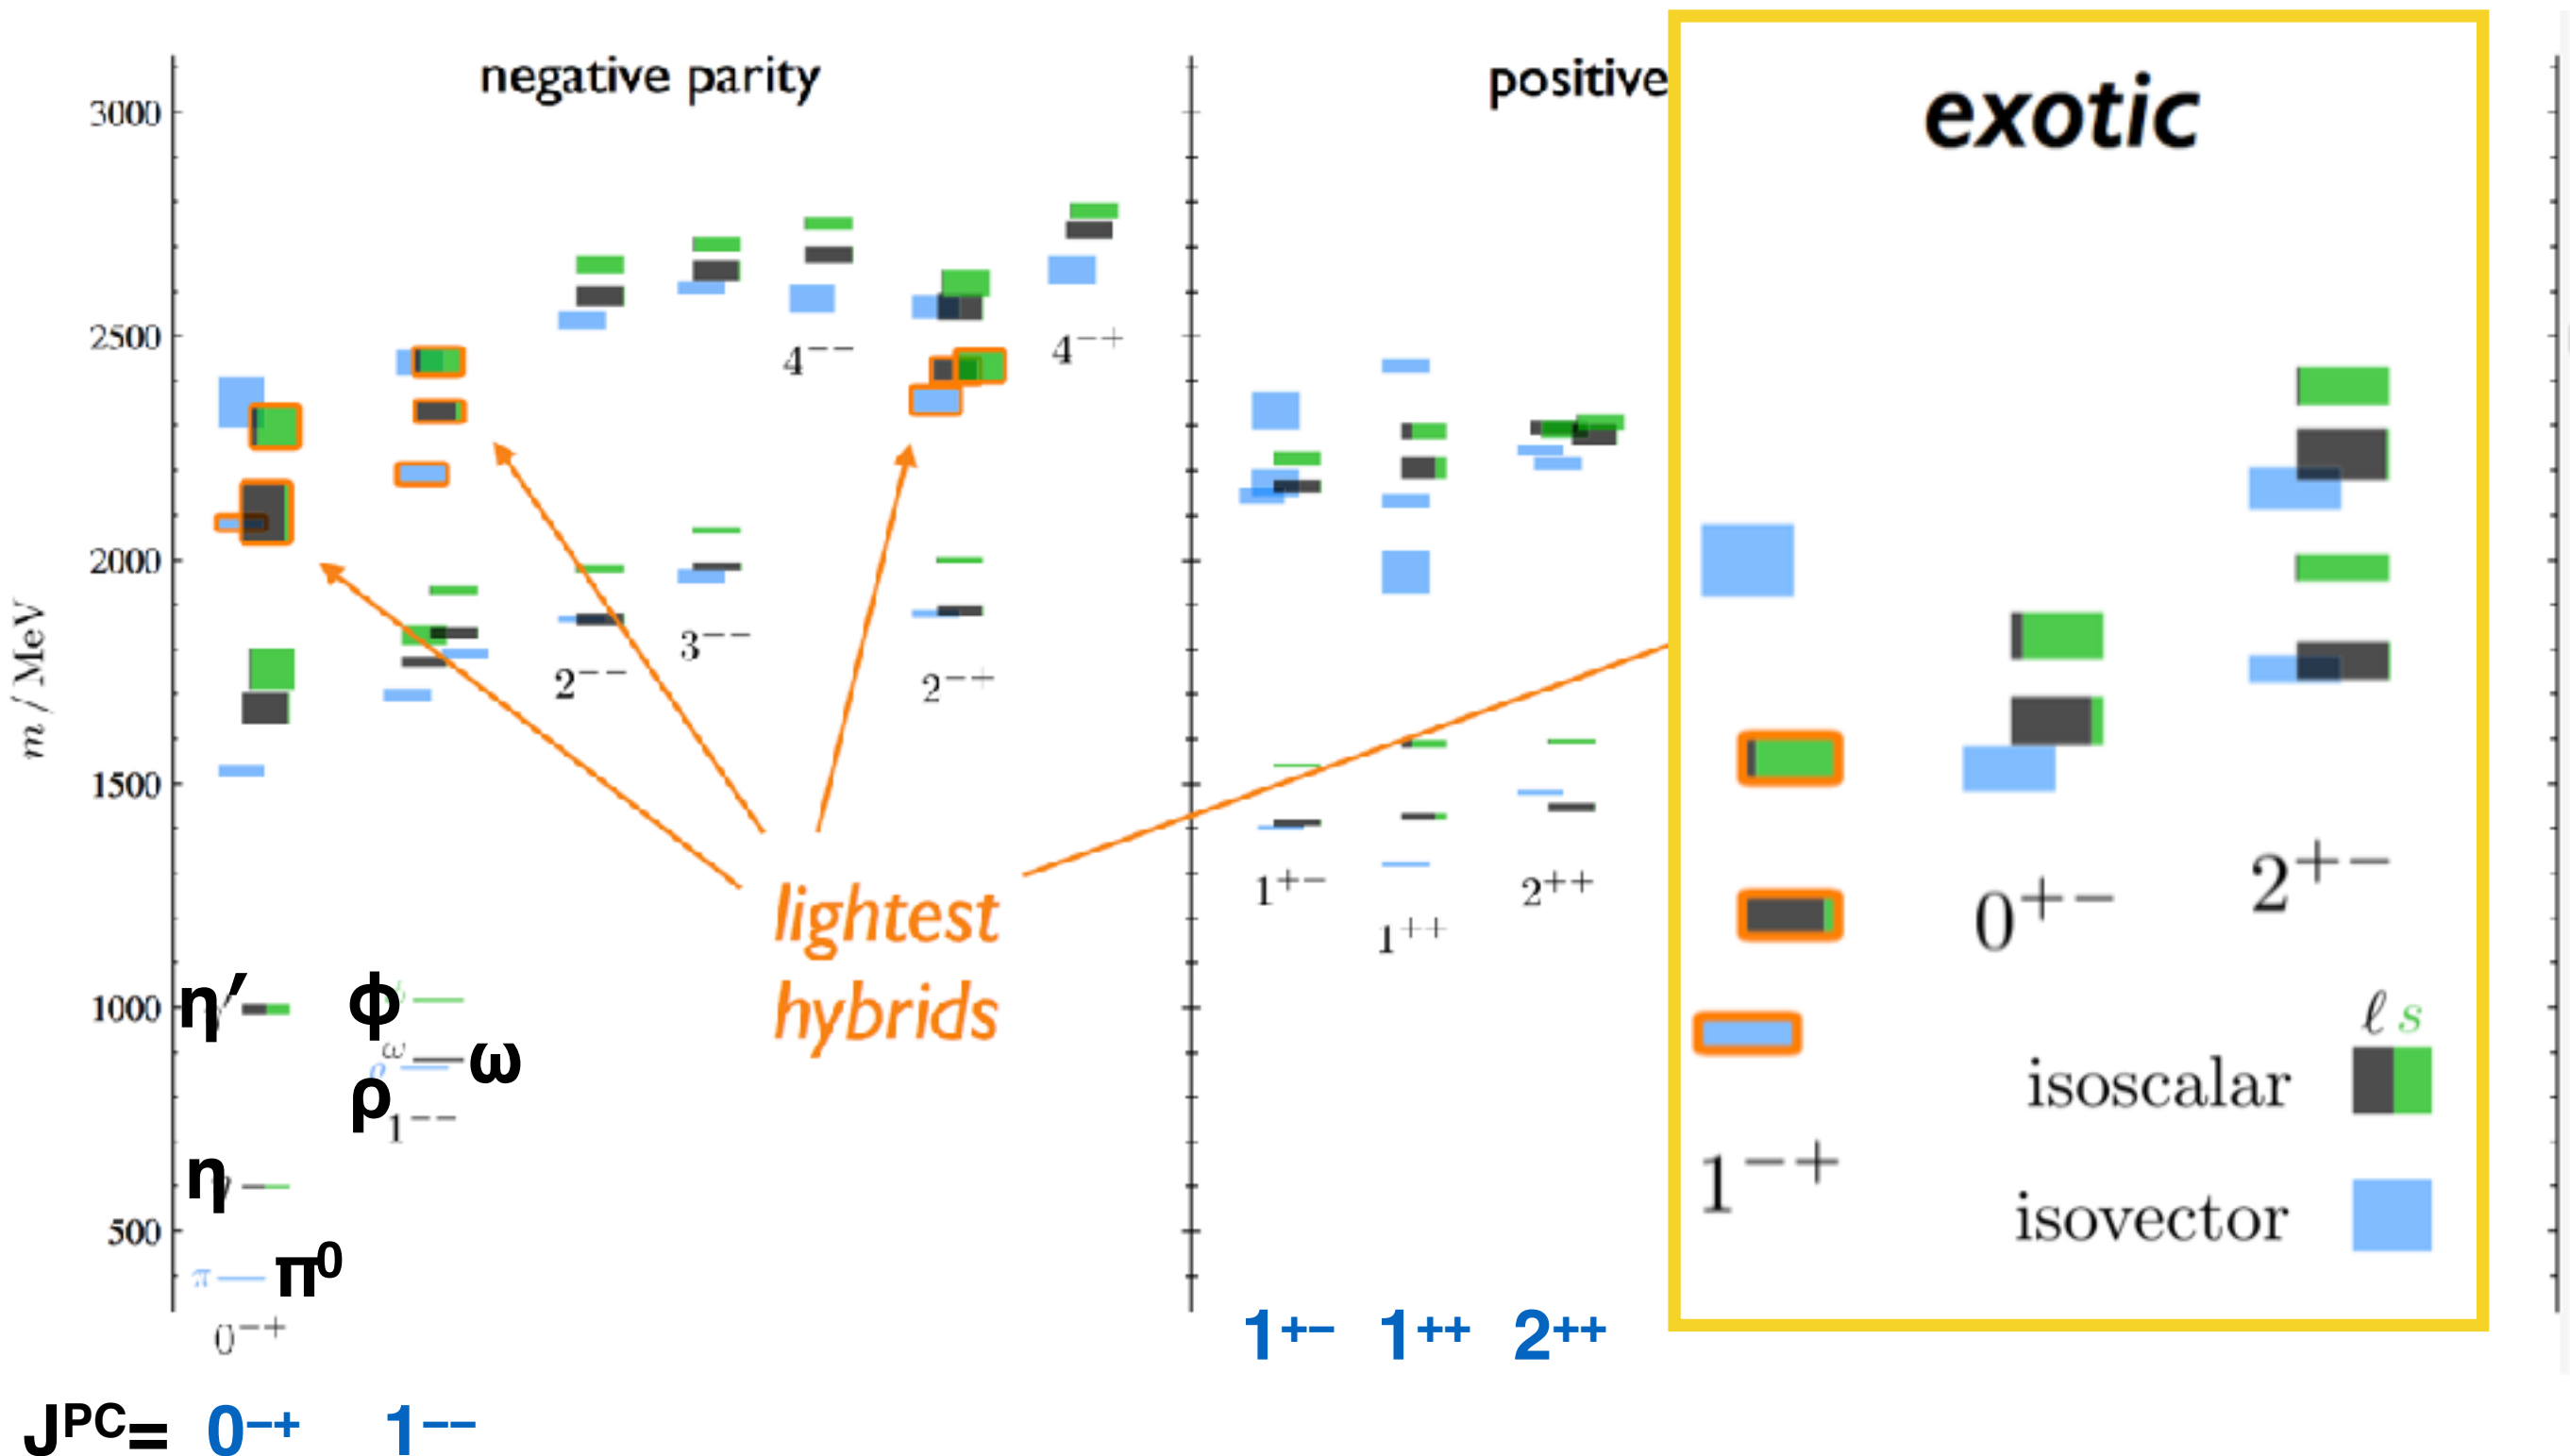 negative parity
positive
exotic
3000
2500
2000
1500
1000
500
m / MeV
4⁻⁻
4⁻⁺
3⁻⁻
2⁻⁻
2⁻⁺
lightest
hybrids
1⁺⁻
1⁺⁺
2⁺⁺
η′
ϕ
ω
ω
ρ
ρ
1⁻⁻
η
π
π⁰
0⁻⁺
1⁻⁺
0⁺⁻
2⁺⁻
ℓ s
isoscalar
isovector
1⁺⁻ 1⁺⁺ 2⁺⁺
Jᴾꟲ= 0⁻⁺ 1⁻⁻